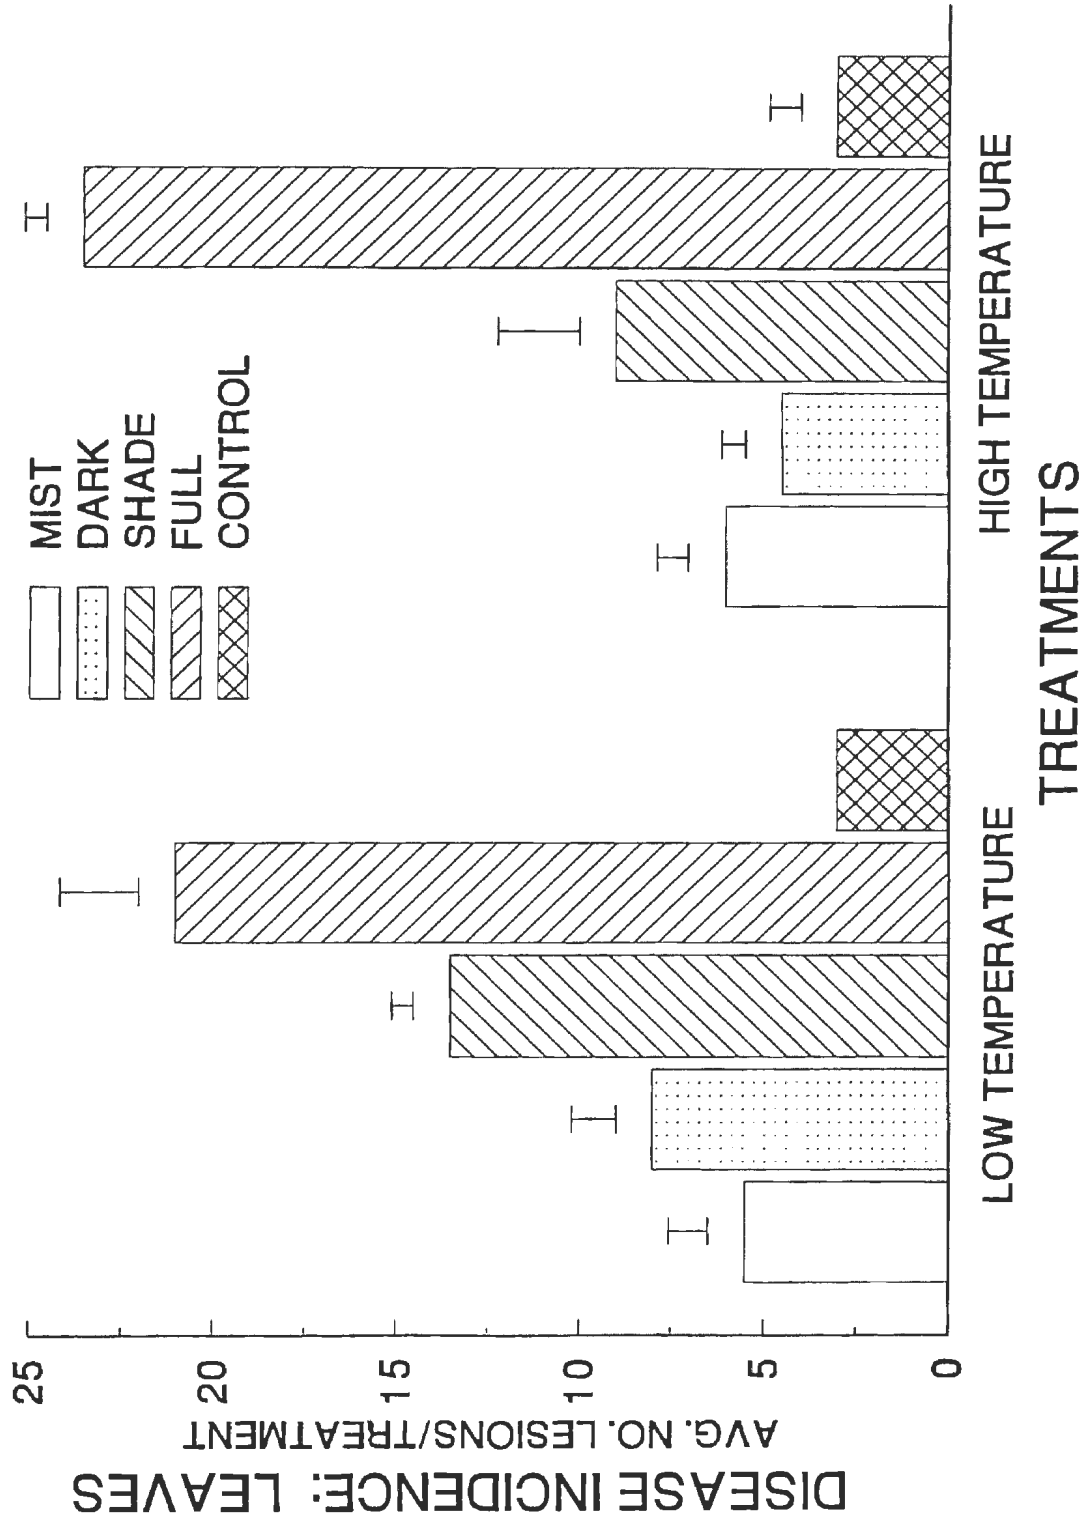 MIST
DARK
SHADE
FULL
CONTROL
25
20
15
10
5
0
DISEASE INCIDENCE: LEAVES
AVG. NO. LESIONS/TREATMENT
LOW TEMPERATURE
HIGH TEMPERATURE
TREATMENTS